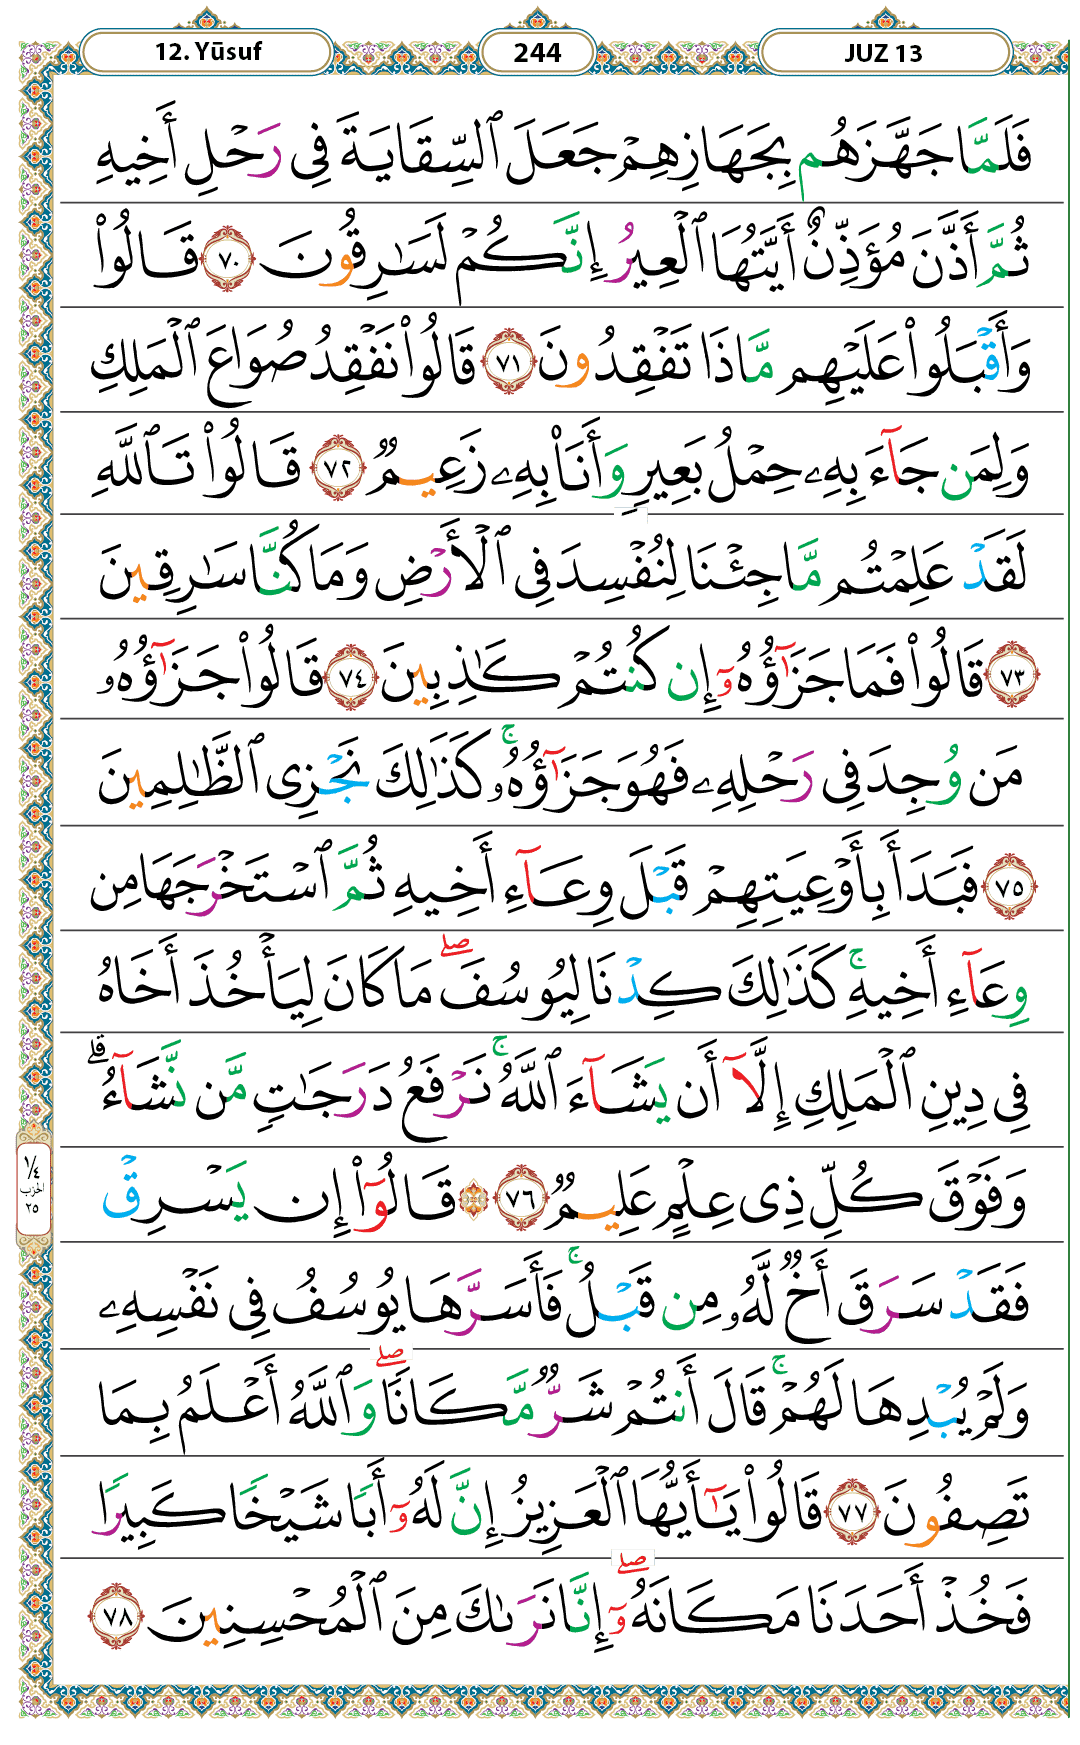 12. Yūsuf
244
JUZ 13
فَلَمَّا جَهَّزَهُم بِجَهَازِهِمْ جَعَلَ ٱلسِّقَايَةَ فِى رَحْلِ أَخِيهِ
ثُمَّ أَذَّنَ مُؤَذِّنٌ أَيَّتُهَا ٱلْعِيرُ إِنَّكُمْ لَسَـٰرِقُونَ ٧٠ قَالُوا۟
وَأَقْبَلُوا۟ عَلَيْهِم مَّاذَا تَفْقِدُونَ ٧١ قَالُوا۟ نَفْقِدُ صُوَاعَ ٱلْمَلِكِ
وَلِمَن جَآءَ بِهِۦ حِمْلُ بَعِيرٍ وَأَنَا۠ بِهِۦ زَعِيمٌ ٧٢ قَالُوا۟ تَٱللَّهِ
لَقَدْ عَلِمْتُم مَّا جِئْنَا لِنُفْسِدَ فِى ٱلْأَرْضِ وَمَا كُنَّا سَـٰرِقِينَ
٧٣ قَالُوا۟ فَمَا جَزَٰٓؤُهُۥٓ إِن كُنتُمْ كَـٰذِبِينَ ٧٤ قَالُوا۟ جَزَٰٓؤُهُۥ
مَن وُجِدَ فِى رَحْلِهِۦ فَهُوَ جَزَٰٓؤُهُۥ ۚ كَذَٰلِكَ نَجْزِى ٱلظَّـٰلِمِينَ
٧٥ فَبَدَأَ بِأَوْعِيَتِهِمْ قَبْلَ وِعَآءِ أَخِيهِ ثُمَّ ٱسْتَخْرَجَهَا مِن
وِعَآءِ أَخِيهِ ۚ كَذَٰلِكَ كِدْنَا لِيُوسُفَ ۖ مَا كَانَ لِيَأْخُذَ أَخَاهُ
فِى دِينِ ٱلْمَلِكِ إِلَّآ أَن يَشَآءَ ٱللَّهُ ۚ نَرْفَعُ دَرَجَـٰتٍ مَّن نَّشَآءُ ۗ
وَفَوْقَ كُلِّ ذِى عِلْمٍ عَلِيمٌ ٧٦ ۞ قَالُوٓا۟ إِن يَسْرِقْ
فَقَدْ سَرَقَ أَخٌ لَّهُۥ مِن قَبْلُ ۚ فَأَسَرَّهَا يُوسُفُ فِى نَفْسِهِۦ
وَلَمْ يُبْدِهَا لَهُمْ ۚ قَالَ أَنتُمْ شَرٌّ مَّكَانًا ۖ وَٱللَّهُ أَعْلَمُ بِمَا
تَصِفُونَ ٧٧ قَالُوا۟ يَـٰٓأَيُّهَا ٱلْعَزِيزُ إِنَّ لَهُۥٓ أَبًا شَيْخًا كَبِيرًا
فَخُذْ أَحَدَنَا مَكَانَهُۥٓ ۖ إِنَّا نَرَىٰكَ مِنَ ٱلْمُحْسِنِينَ ٧٨
١/٤
الحزب
٢٥